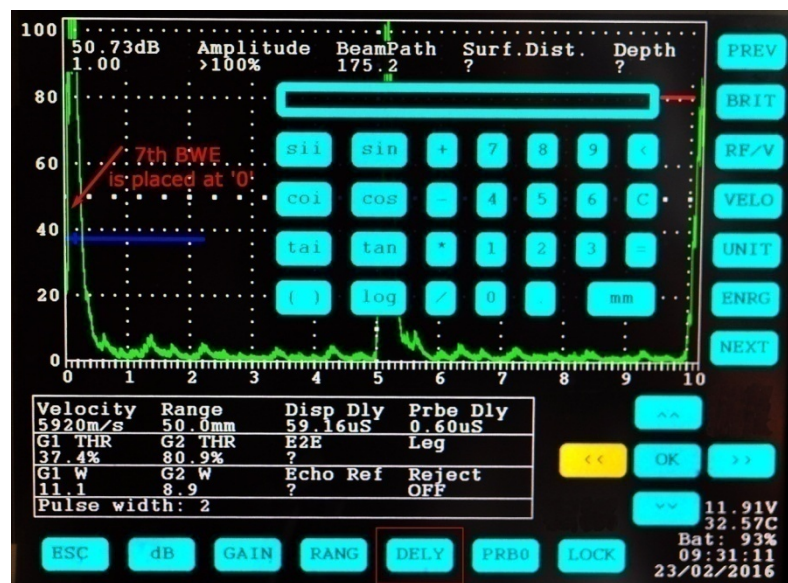 100
50.73dB Amplitude BeamPath Surf.Dist. Depth
1.00 >100% 175.2 ? ?
PREV
80
BRIT
sii sin + 7 8 9 <
RF/V
60
7th BWE
is placed at '0'
coi cos - 4 5 6 C
VELO
40
tai tan * 1 2 3 =
UNIT
20
( ) log / 0 . mm
ENRG
0
NEXT
0 1 2 3 4 5 6 7 8 9 10
Velocity Range Disp Dly Prbe Dly
5920m/s 50.0mm 59.16uS 0.60uS
G1 THR G2 THR E2E Leg
37.4% 80.9% ?
G1 W G2 W Echo Ref Reject
11.1 8.9 ? OFF
Pulse width: 2
^^
<< OK >>
vv
11.91V
32.57C
Bat: 93%
09:31:11
23/02/2016
ESC dB GAIN RANG DELY PRB0 LOCK